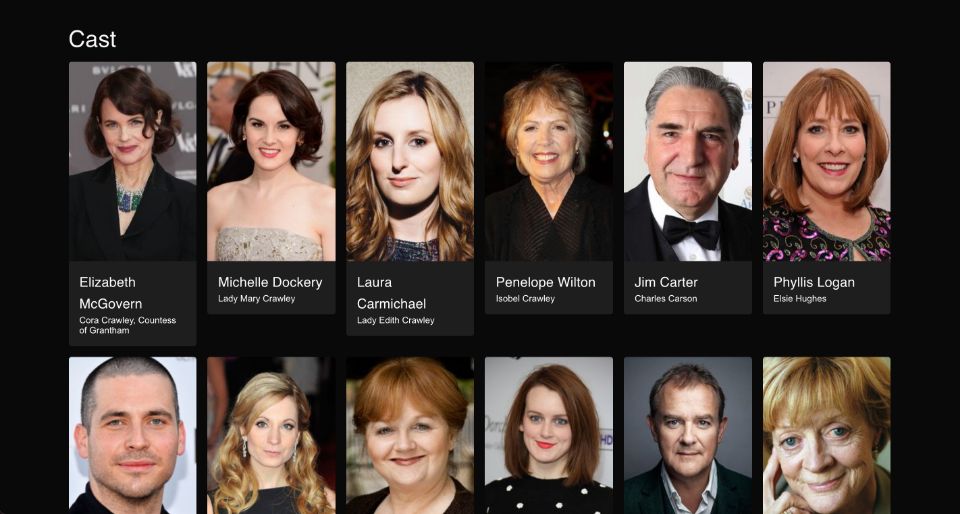 Cast
Elizabeth
McGovern
Cora Crawley, Countess
of Grantham
Michelle Dockery
Lady Mary Crawley
Laura
Carmichael
Lady Edith Crawley
Penelope Wilton
Isobel Crawley
Jim Carter
Charles Carson
Phyllis Logan
Elsie Hughes